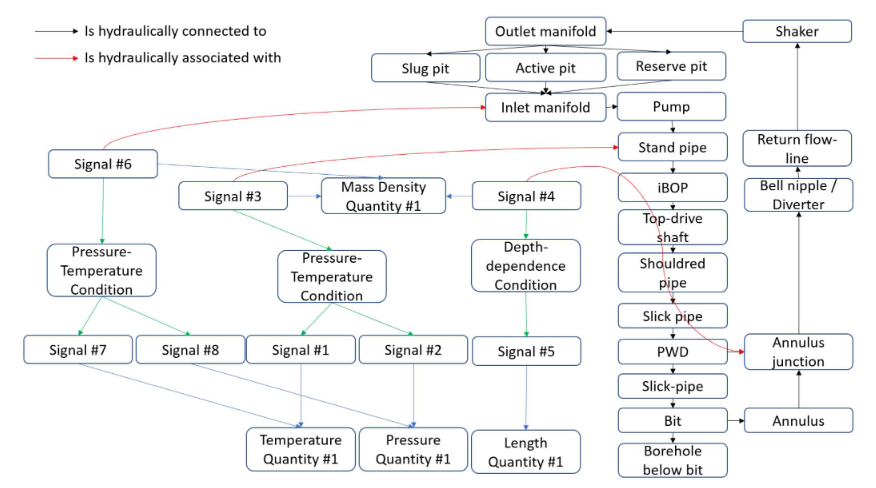 Is hydraulically connected to
Is hydraulically associated with
Outlet manifold
Shaker
Slug pit
Active pit
Reserve pit
Inlet manifold
Pump
Stand pipe
Return flow-
line
Signal #6
Signal #3
Mass Density
Quantity #1
Signal #4
iBOP
Bell nipple /
Diverter
Top-drive
shaft
Pressure-
Temperature
Condition
Pressure-
Temperature
Condition
Depth-
dependence
Condition
Shouldred
pipe
Slick pipe
Signal #7
Signal #8
Signal #1
Signal #2
Signal #5
PWD
Annulus
junction
Slick-pipe
Bit
Annulus
Temperature
Quantity #1
Pressure
Quantity #1
Length
Quantity #1
Borehole
below bit